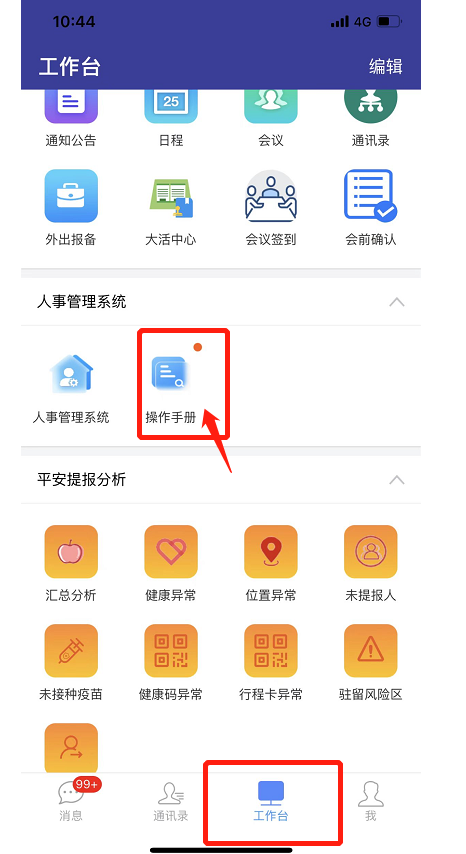 10:44
4G
工作台
编辑
25
通知公告
日程
会议
通讯录
外出报备
大活中心
会议签到
会前确认
人事管理系统
人事管理系统
操作手册
平安提报分析
汇总分析
健康异常
位置异常
未提报人
未接种疫苗
健康码异常
行程卡异常
驻留风险区
99+
消息
通讯录
工作台
我